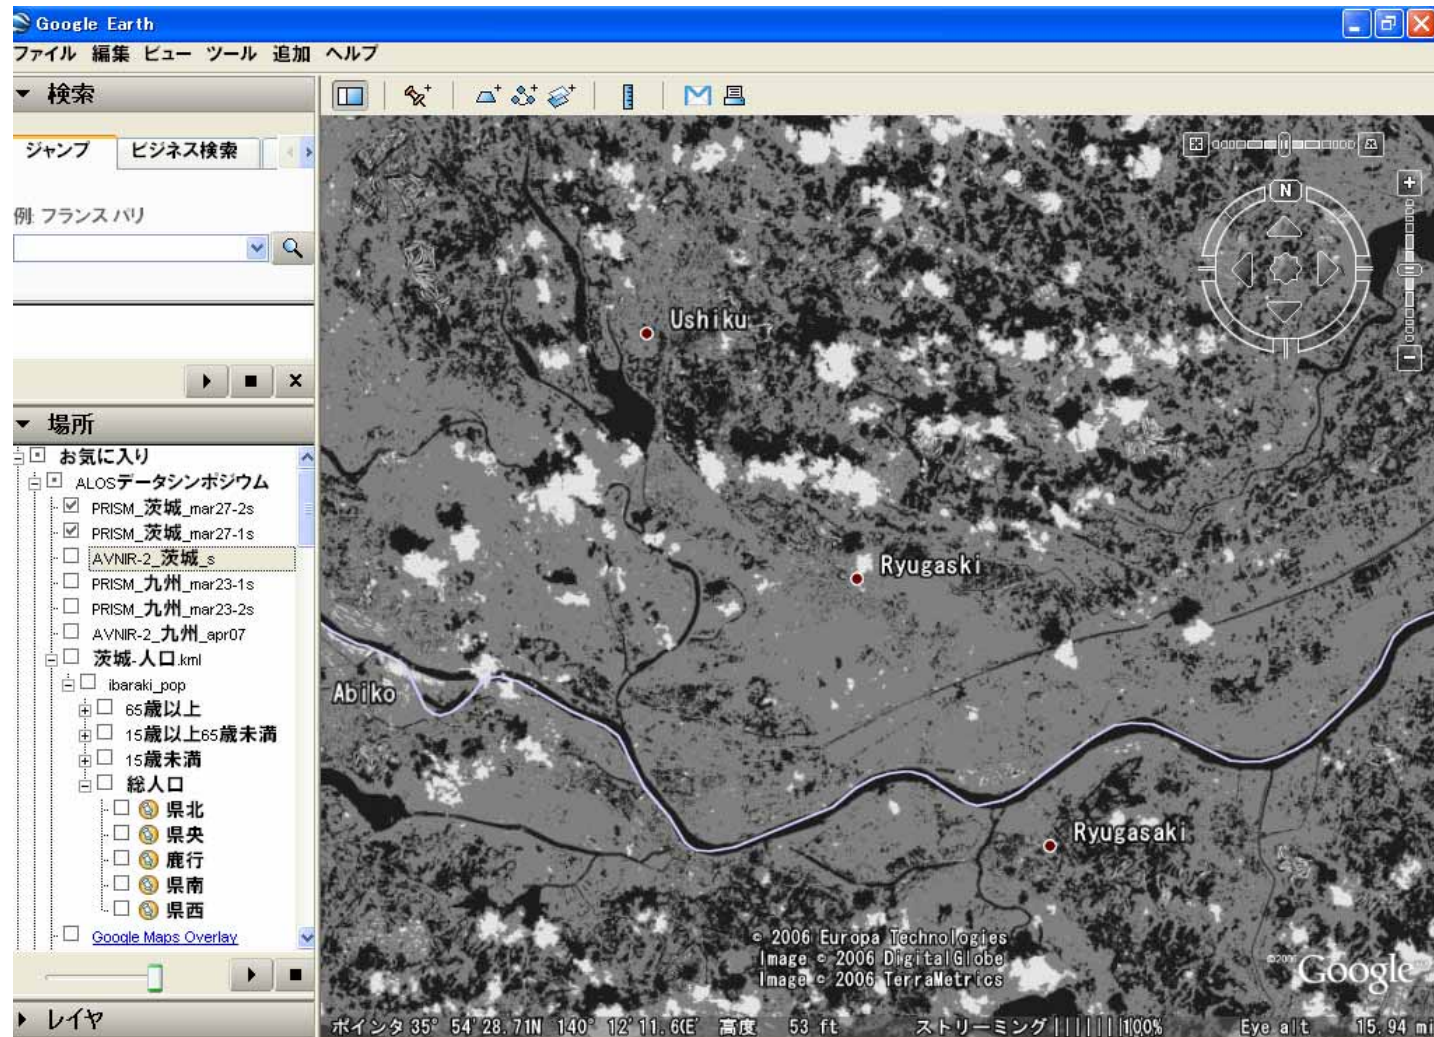 Google Earth
ファイル 編集 ビュー ツール 追加 ヘルプ
検索
ジャンプ ビジネス検索
例: フランス パリ
場所
お気に入り
ALOSデータシンポジウム
PRISM_茨城_mar27-2s
PRISM_茨城_mar27-1s
AVNIR-2_茨城_s
PRISM_九州_mar23-1s
PRISM_九州_mar23-2s
AVNIR-2_九州_apr07
茨城-人口.kml
ibaraki_pop
65歳以上
15歳以上65歳未満
15歳未満
総人口
県北
県央
鹿行
県南
県西
Google Maps Overlay
レイヤ
N
Ushiku
Ryugaski
Abiko
Ryugasaki
© 2006 Europa Technologies
Image © 2006 DigitalGlobe
Image © 2006 TerraMetrics
Google
ポインタ 35° 54'28.71N 140° 12'11.60E 高度 53 ft ストリーミング ||||||100% Eye alt 15.94 mi